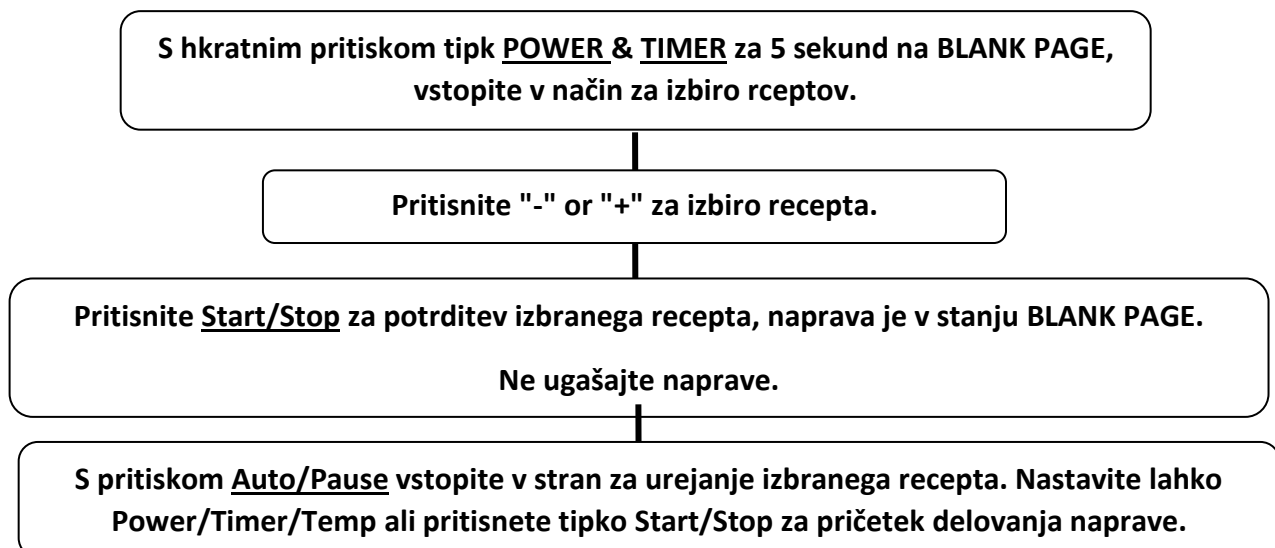 S hkratnim pritiskom tipk POWER & TIMER za 5 sekund na BLANK PAGE,
vstopite v način za izbiro rceptov.
Pritisnite "-" or "+" za izbiro recepta.
Pritisnite Start/Stop za potrditev izbranega recepta, naprava je v stanju BLANK PAGE.
Ne ugašajte naprave.
S pritiskom Auto/Pause vstopite v stran za urejanje izbranega recepta. Nastavite lahko
Power/Timer/Temp ali pritisnete tipko Start/Stop za pričetek delovanja naprave.